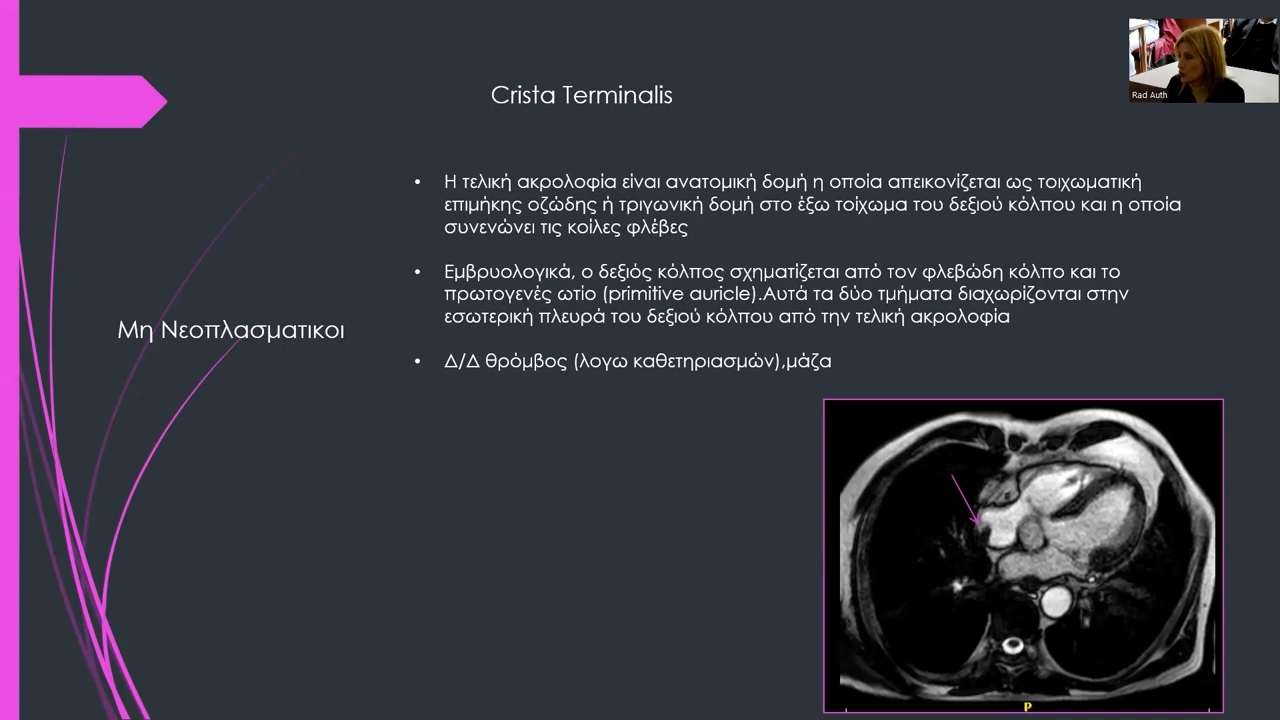 Crista Terminalis
Rad Auth
Η τελική ακρολοφία είναι ανατομική δομή η οποία απεικονίζεται ως τοιχωματική
επιμήκης οζώδης ή τριγωνική δομή στο έξω τοίχωμα του δεξιού κόλπου και η οποία
συνενώνει τις κοίλες φλέβες
Εμβρυολογικά, ο δεξιός κόλπος σχηματίζεται από τον φλεβώδη κόλπο και το
πρωτογενές ωτίο (primitive auricle).Αυτά τα δύο τμήματα διαχωρίζονται στην
εσωτερική πλευρά του δεξιού κόλπου από την τελική ακρολοφία
Μη Νεοπλασματικοι
Δ/Δ θρόμβος (λογω καθετηριασμών),μάζα
P